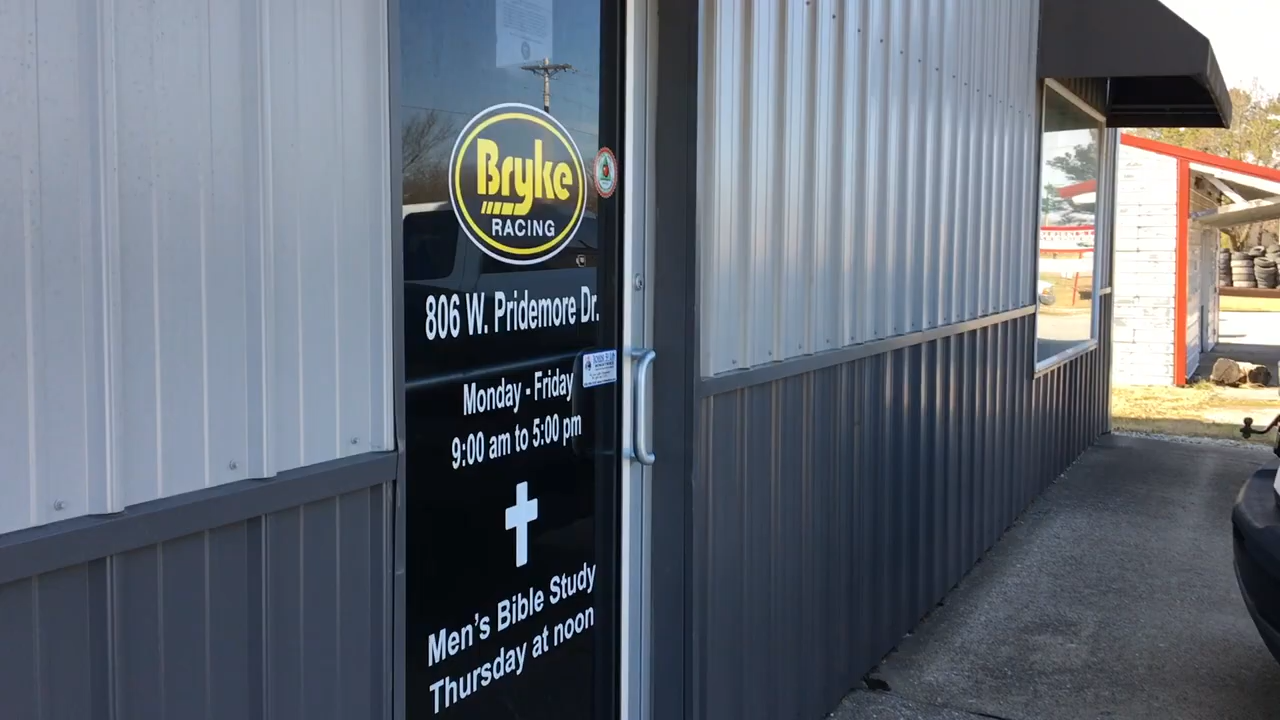 Bryke
RACING
806 W. Pridemore Dr.
Monday - Friday
9:00 am to 5:00 pm
Men's Bible Study
Thursday at noon